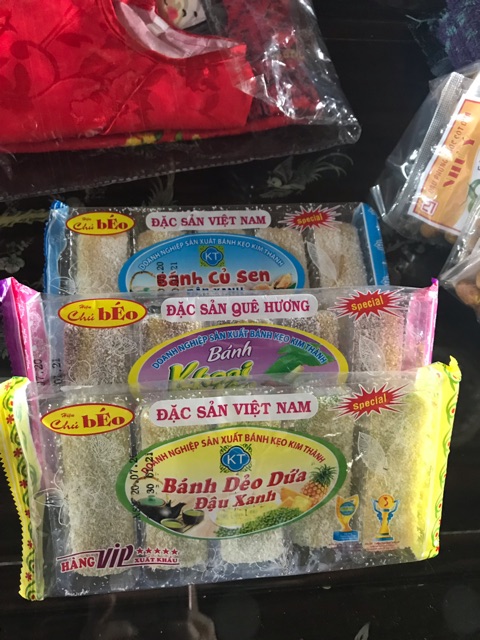 Hiệu
Chú béo
ĐẶC SẢN VIỆT NAM
Special
DOANH NGHIỆP SẢN XUẤT BÁNH KẸO KIM THÀNH
KT
Bánh Củ Sen
Hiệu
Chú béo
ĐẶC SẢN QUÊ HƯƠNG
Special
DOANH NGHIỆP SẢN XUẤT BÁNH KẸO KIM THÀNH
Bánh
Khoai
Hiệu
Chú béo
ĐẶC SẢN VIỆT NAM
Special
DOANH NGHIỆP SẢN XUẤT BÁNH KẸO KIM THÀNH
KT
Bánh Dẻo Dừa
Đậu Xanh
HÀNG VIP
XUẤT KHẨU